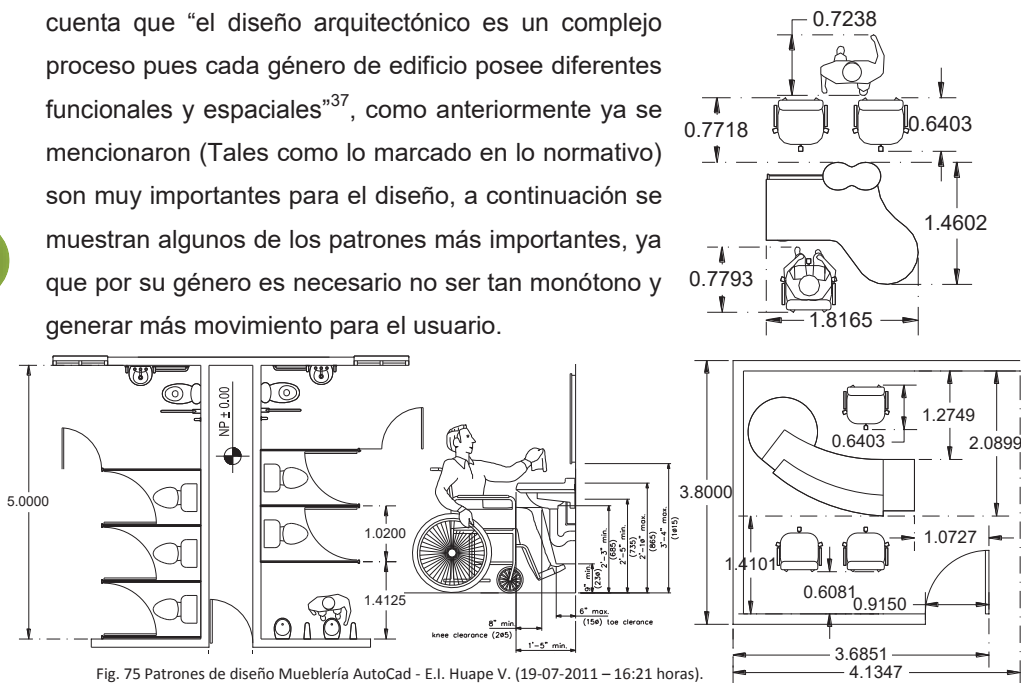 cuenta que “el diseño arquitectónico es un complejo
proceso pues cada género de edificio posee diferentes
funcionales y espaciales”37, como anteriormente ya se
mencionaron (Tales como lo marcado en lo normativo)
son muy importantes para el diseño, a continuación se
muestran algunos de los patrones más importantes, ya
que por su género es necesario no ser tan monótono y
generar más movimiento para el usuario.
0.7238
0.7718
0.6403
1.4602
0.7793
1.8165
5.0000
NP ± 0.00
1.0200
1.4125
9" min.
(230)
2'-3" min.
(685)
2'-5" min.
(735)
2'-10" max.
(865)
3'-4" max.
(1015)
8" min.
knee clearance (205)
6" max.
(150) toe clerance
1'-5" min.
3.8000
0.6403
1.2749
2.0899
1.4101
1.0727
0.6081
0.9150
3.6851
4.1347
Fig. 75 Patrones de diseño Mueblería AutoCad - E.I. Huape V. (19-07-2011 – 16:21 horas).